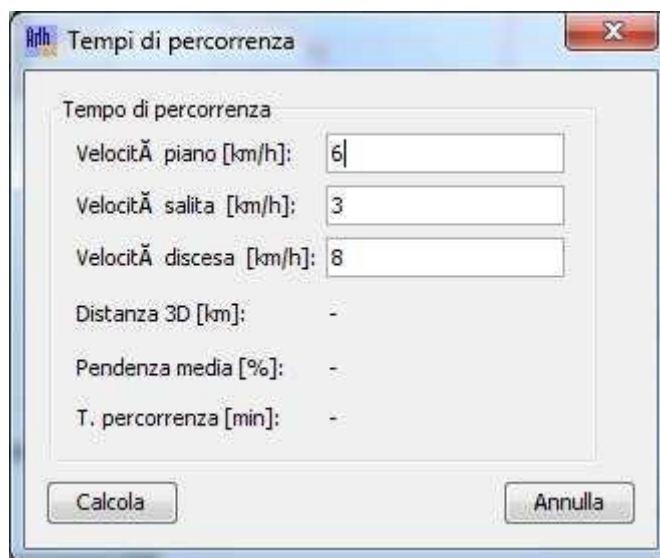 Adh Tempi di percorrenza
Tempo di percorrenza
VelocitĂ piano [km/h]: 6
VelocitĂ salita [km/h]: 3
VelocitĂ discesa [km/h]: 8
Distanza 3D [km]: -
Pendenza media [%]: -
T. percorrenza [min]: -
Calcola Annulla